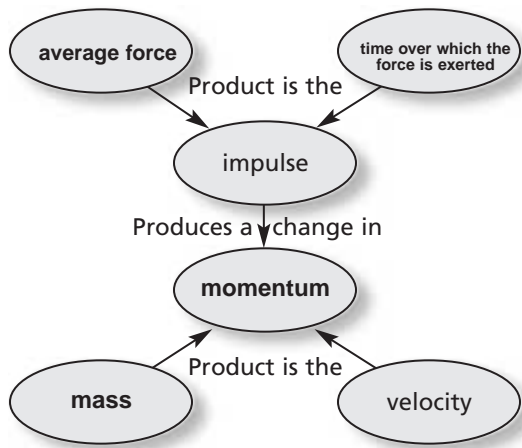 average force
time over which the
force is exerted
Product is the
impulse
Produces a change in
momentum
Product is the
mass
velocity